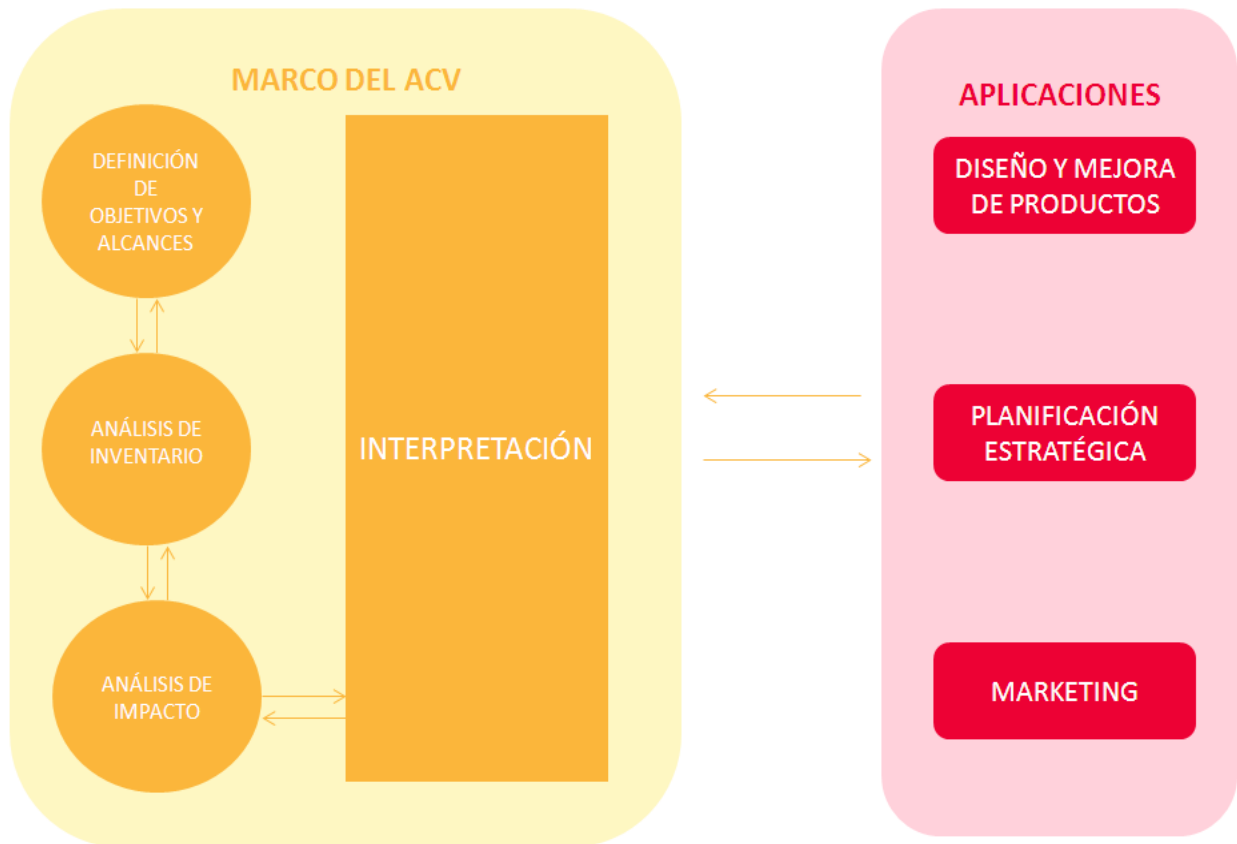 MARCO DEL ACV
DEFINICIÓN
DE
OBJETIVOS Y
ALCANCES
ANÁLISIS DE
INVENTARIO
ANÁLISIS DE
IMPACTO
INTERPRETACIÓN
APLICACIONES
DISEÑO Y MEJORA
DE PRODUCTOS
PLANIFICACIÓN
ESTRATÉGICA
MARKETING